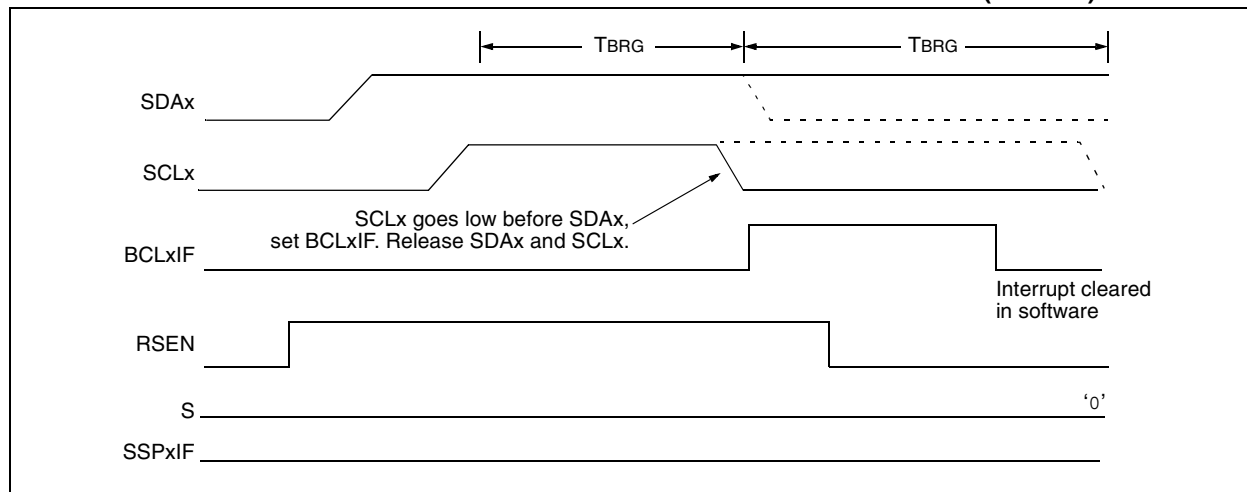 TBRG
TBRG
SDAx
SCLx
SCLx goes low before SDAx,
set BCLxIF. Release SDAx and SCLx.
BCLxIF
Interrupt cleared
in software
RSEN
S
‘0’
SSPxIF